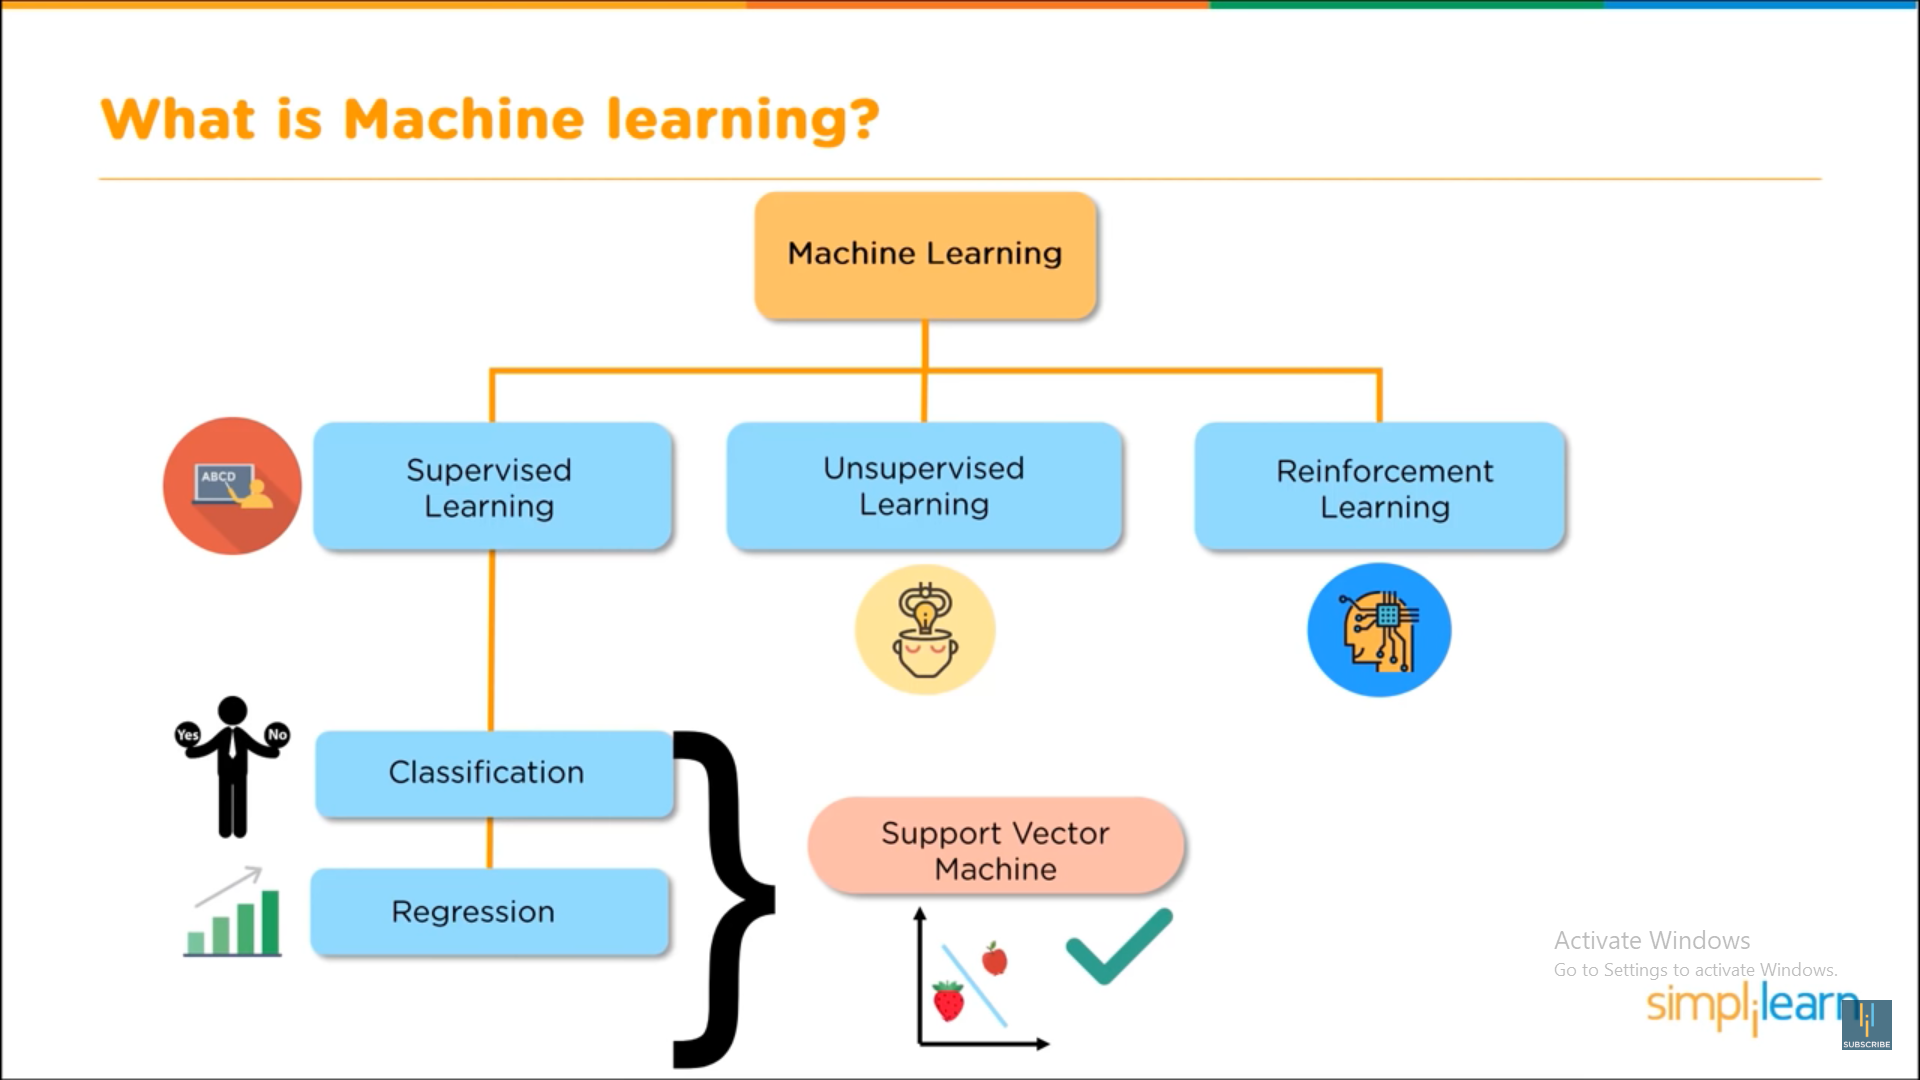 What is Machine learning?
Machine Learning
ABCD
Supervised
Learning
Unsupervised
Learning
Reinforcement
Learning
Yes
No
Classification
Regression
Support Vector
Machine
Activate Windows
Go to Settings to activate Windows.
simplilearn
SUBSCRIBE